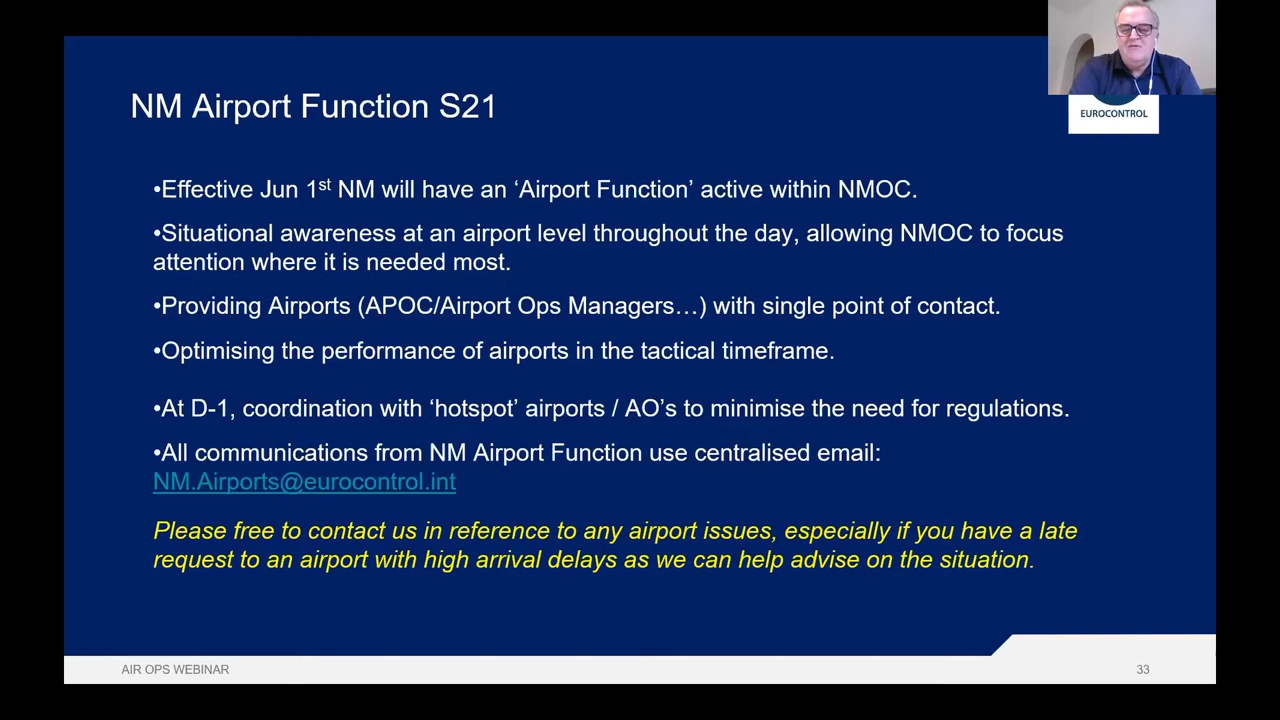 NM Airport Function S21
EUROCONTROL
•Effective Jun 1st NM will have an ‘Airport Function’ active within NMOC.
•Situational awareness at an airport level throughout the day, allowing NMOC to focus
attention where it is needed most.
•Providing Airports (APOC/Airport Ops Managers…) with single point of contact.
•Optimising the performance of airports in the tactical timeframe.
•At D-1, coordination with ‘hotspot’ airports / AO’s to minimise the need for regulations.
•All communications from NM Airport Function use centralised email:
NM.Airports@eurocontrol.int
Please free to contact us in reference to any airport issues, especially if you have a late
request to an airport with high arrival delays as we can help advise on the situation.
AIR OPS WEBINAR
33